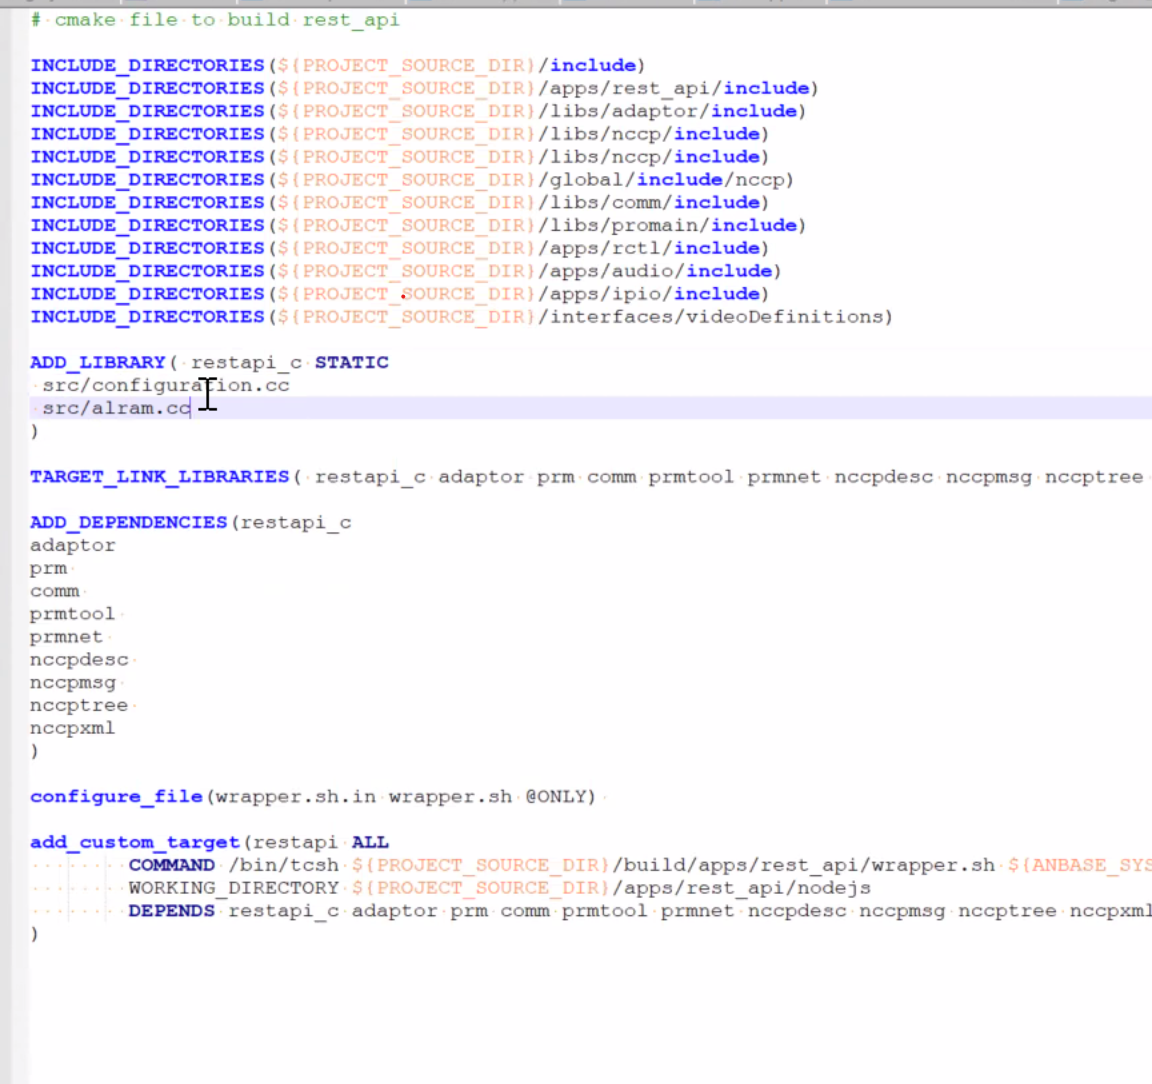 # cmake file to build rest_api
INCLUDE_DIRECTORIES(${PROJECT_SOURCE_DIR}/include)
INCLUDE_DIRECTORIES(${PROJECT_SOURCE_DIR}/apps/rest_api/include)
INCLUDE_DIRECTORIES(${PROJECT_SOURCE_DIR}/libs/adaptor/include)
INCLUDE_DIRECTORIES(${PROJECT_SOURCE_DIR}/libs/nccp/include)
INCLUDE_DIRECTORIES(${PROJECT_SOURCE_DIR}/libs/nccp/include)
INCLUDE_DIRECTORIES(${PROJECT_SOURCE_DIR}/global/include/nccp)
INCLUDE_DIRECTORIES(${PROJECT_SOURCE_DIR}/libs/comm/include)
INCLUDE_DIRECTORIES(${PROJECT_SOURCE_DIR}/libs/promain/include)
INCLUDE_DIRECTORIES(${PROJECT_SOURCE_DIR}/apps/rctl/include)
INCLUDE_DIRECTORIES(${PROJECT_SOURCE_DIR}/apps/audio/include)
INCLUDE_DIRECTORIES(${PROJECT_SOURCE_DIR}/apps/ipio/include)
INCLUDE_DIRECTORIES(${PROJECT_SOURCE_DIR}/interfaces/videoDefinitions)
ADD_LIBRARY( restapi_c STATIC
 src/configuration.cc
 src/alram.cc
)
TARGET_LINK_LIBRARIES( restapi_c adaptor prm comm prmtool prmnet nccpdesc nccpmsg nccptree
ADD_DEPENDENCIES(restapi_c
adaptor
prm
comm
prmtool
prmnet
nccpdesc
nccpmsg
nccptree
nccpxml
)
configure_file(wrapper.sh.in wrapper.sh @ONLY)
add_custom_target(restapi ALL
        COMMAND /bin/tcsh ${PROJECT_SOURCE_DIR}/build/apps/rest_api/wrapper.sh ${ANBASE_SYS
        WORKING_DIRECTORY ${PROJECT_SOURCE_DIR}/apps/rest_api/nodejs
        DEPENDS restapi_c adaptor prm comm prmtool prmnet nccpdesc nccpmsg nccptree nccpxml
)